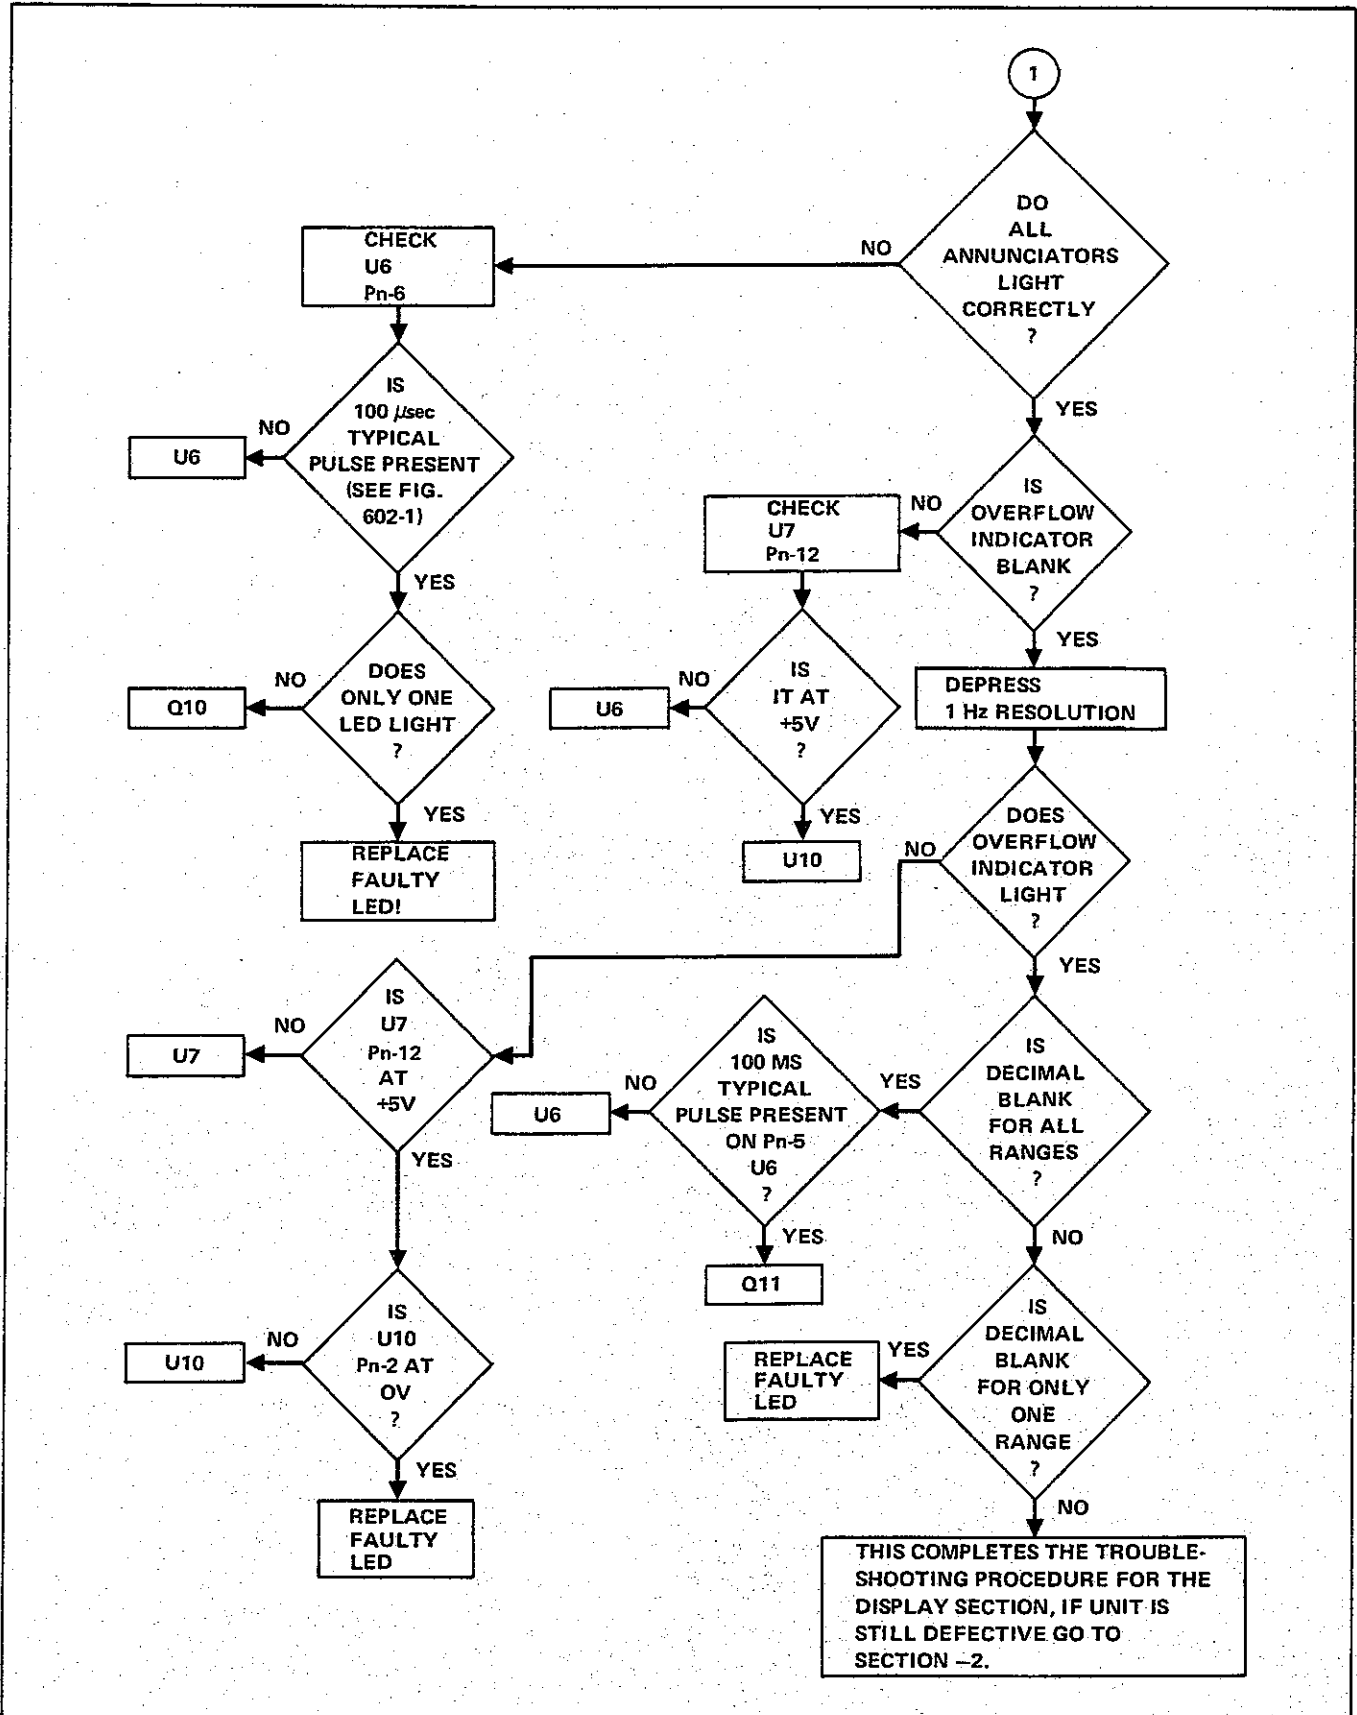 1
DO
ALL
ANNUNCIATORS
LIGHT
CORRECTLY
?
NO
YES
CHECK
U6
Pn-6
IS
100 μsec
TYPICAL
PULSE PRESENT
(SEE FIG.
602-1)
NO
U6
YES
DOES
ONLY ONE
LED LIGHT
?
NO
Q10
YES
REPLACE
FAULTY
LED!
IS
OVERFLOW
INDICATOR
BLANK
?
NO
YES
CHECK
U7
Pn-12
IS
IT AT
+5V
?
NO
U6
YES
U10
DEPRESS
1 Hz RESOLUTION
DOES
OVERFLOW
INDICATOR
LIGHT
?
NO
YES
IS
U7
Pn-12
AT
+5V
NO
U7
YES
IS
U10
Pn-2 AT
OV
?
NO
U10
YES
REPLACE
FAULTY
LED
IS
DECIMAL
BLANK
FOR ALL
RANGES
?
YES
NO
IS
100 MS
TYPICAL
PULSE PRESENT
ON Pn-5
U6
?
NO
U6
YES
Q11
IS
DECIMAL
BLANK
FOR ONLY
ONE
RANGE
?
YES
REPLACE
FAULTY
LED
NO
THIS COMPLETES THE TROUBLE-
SHOOTING PROCEDURE FOR THE
DISPLAY SECTION, IF UNIT IS
STILL DEFECTIVE GO TO
SECTION –2.